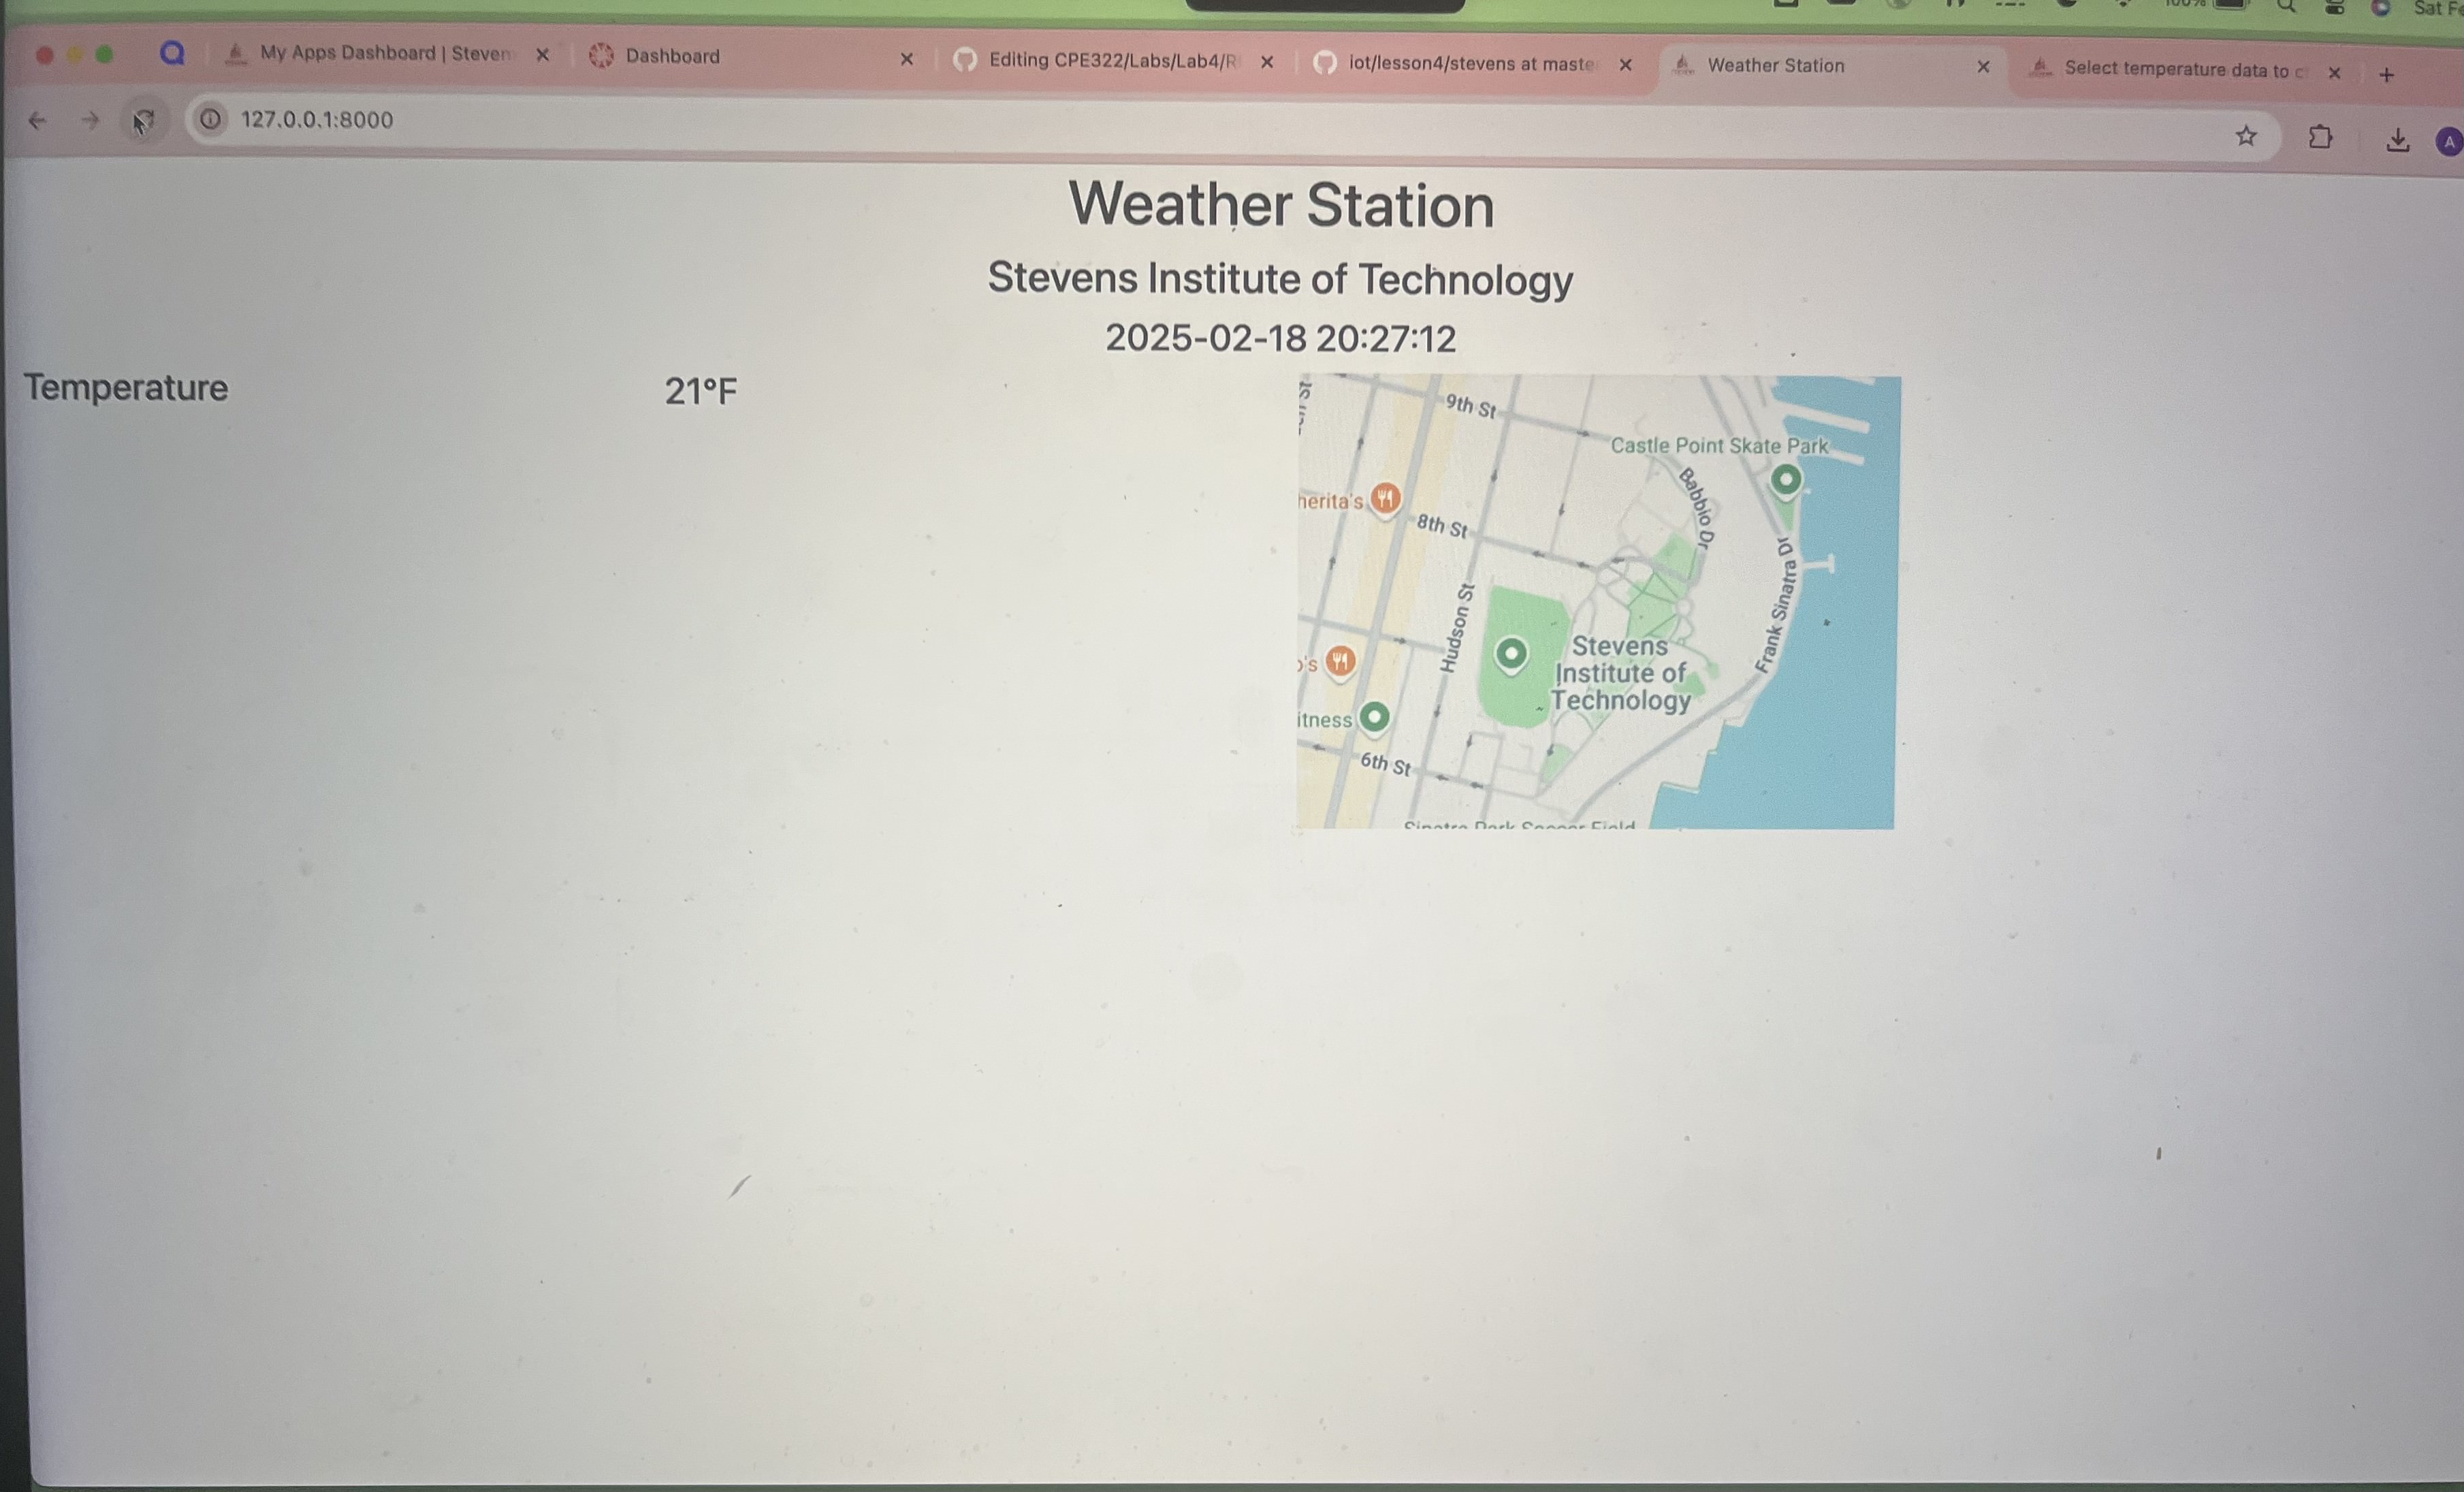 100%
Sat Fe
My Apps Dashboard | Steven
Dashboard
Editing CPE322/Labs/Lab4/R
iot/lesson4/stevens at maste
Weather Station
Select temperature data to c
127.0.0.1:8000
A
Weather Station
Stevens Institute of Technology
2025-02-18 20:27:12
Temperature
21°F
9th St
Castle Point Skate Park
Babbio Dr
herita's
8th St
Frank Sinatra Dr
Hudson St
Stevens
Institute of
Technology
's
itness
6th St
Sinatra Park Soccer Field